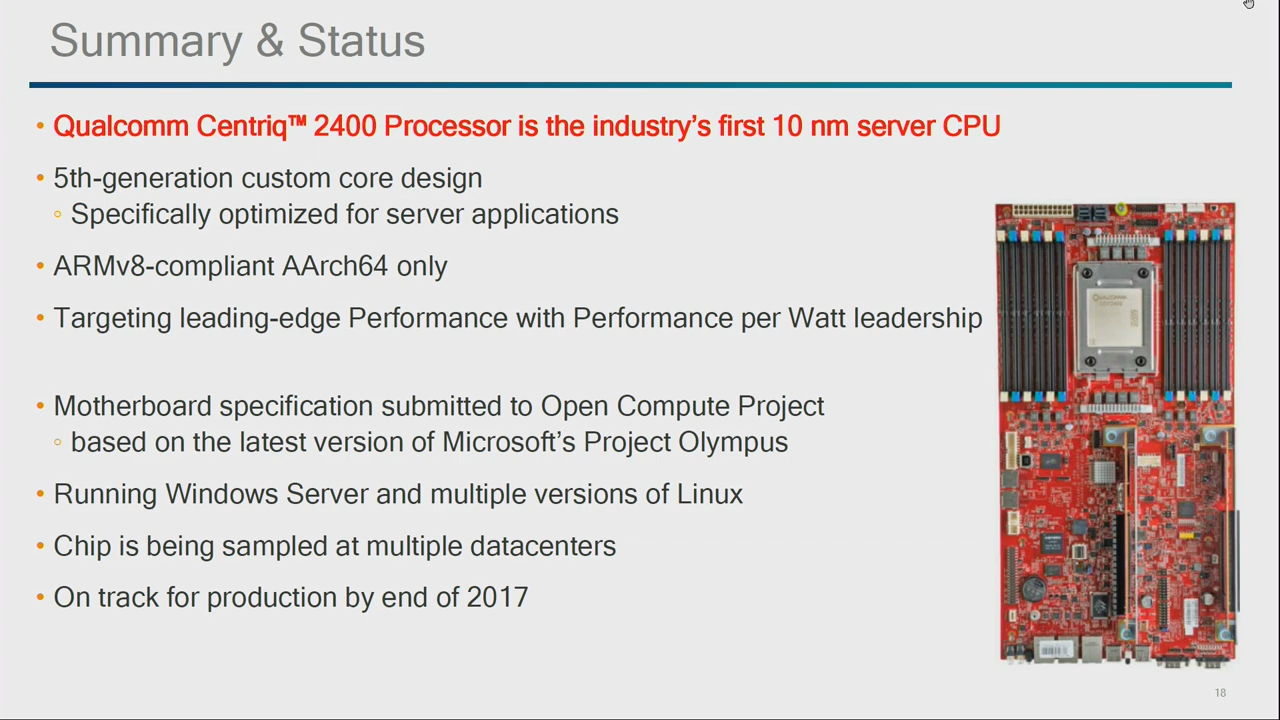 Summary & Status
• Qualcomm Centriq™ 2400 Processor is the industry's first 10 nm server CPU
• 5th-generation custom core design
◦ Specifically optimized for server applications
• ARMv8-compliant AArch64 only
• Targeting leading-edge Performance with Performance per Watt leadership
• Motherboard specification submitted to Open Compute Project
◦ based on the latest version of Microsoft's Project Olympus
• Running Windows Server and multiple versions of Linux
• Chip is being sampled at multiple datacenters
• On track for production by end of 2017
QUALCOMM
18